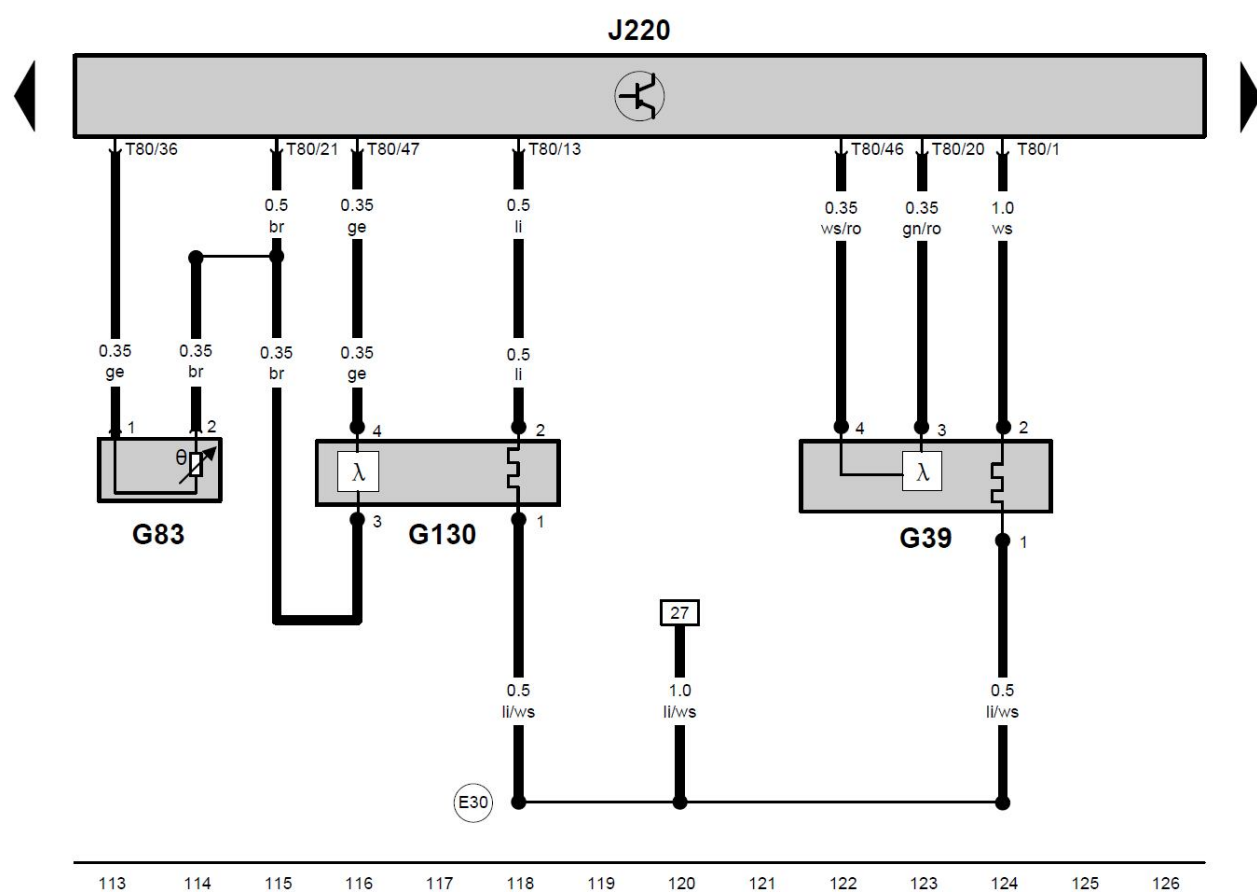 J220
T80/36 T80/21 T80/47 T80/13 T80/46 T80/20 T80/1
0.5 0.35 0.5 0.35 0.35 1.0
br ge li ws/ro gn/ro ws
0.35 0.35 0.35 0.35 0.5
ge br br ge li
1 2 4 2 4 3 2
θ λ λ
G83 3 G130 1 G39 1
27
0.5 1.0 0.5
li/ws li/ws li/ws
E30
113 114 115 116 117 118 119 120 121 122 123 124 125 126